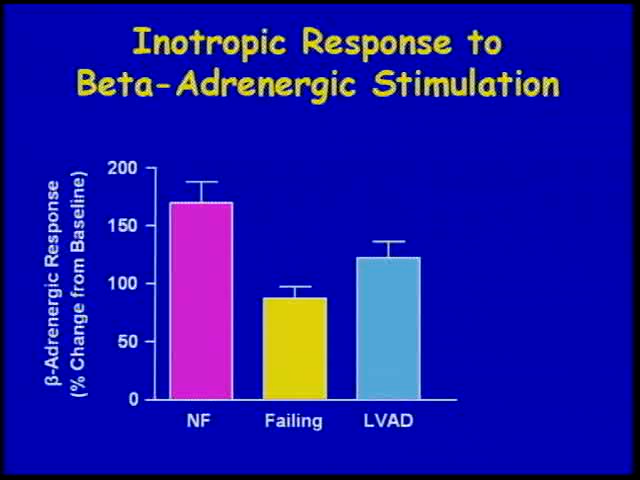 Inotropic Response to
Beta-Adrenergic Stimulation
β-Adrenergic Response
(% Change from Baseline)
200
150
100
50
0
NF Failing LVAD